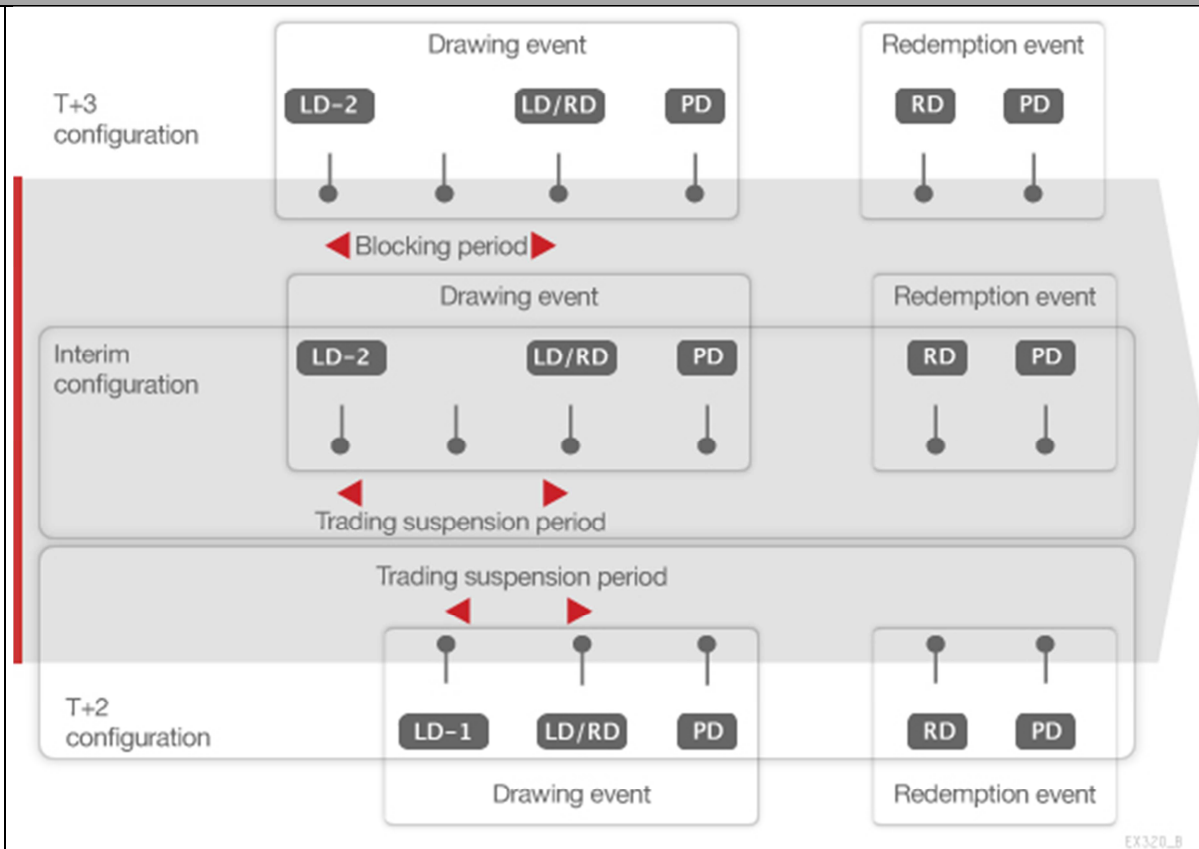 Drawing event
Redemption event
T+3
configuration
LD-2
LD/RD
PD
RD
PD
Blocking period
Drawing event
Redemption event
Interim
configuration
LD-2
LD/RD
PD
RD
PD
Trading suspension period
Trading suspension period
T+2
configuration
LD-1
LD/RD
PD
RD
PD
Drawing event
Redemption event
EX320_B